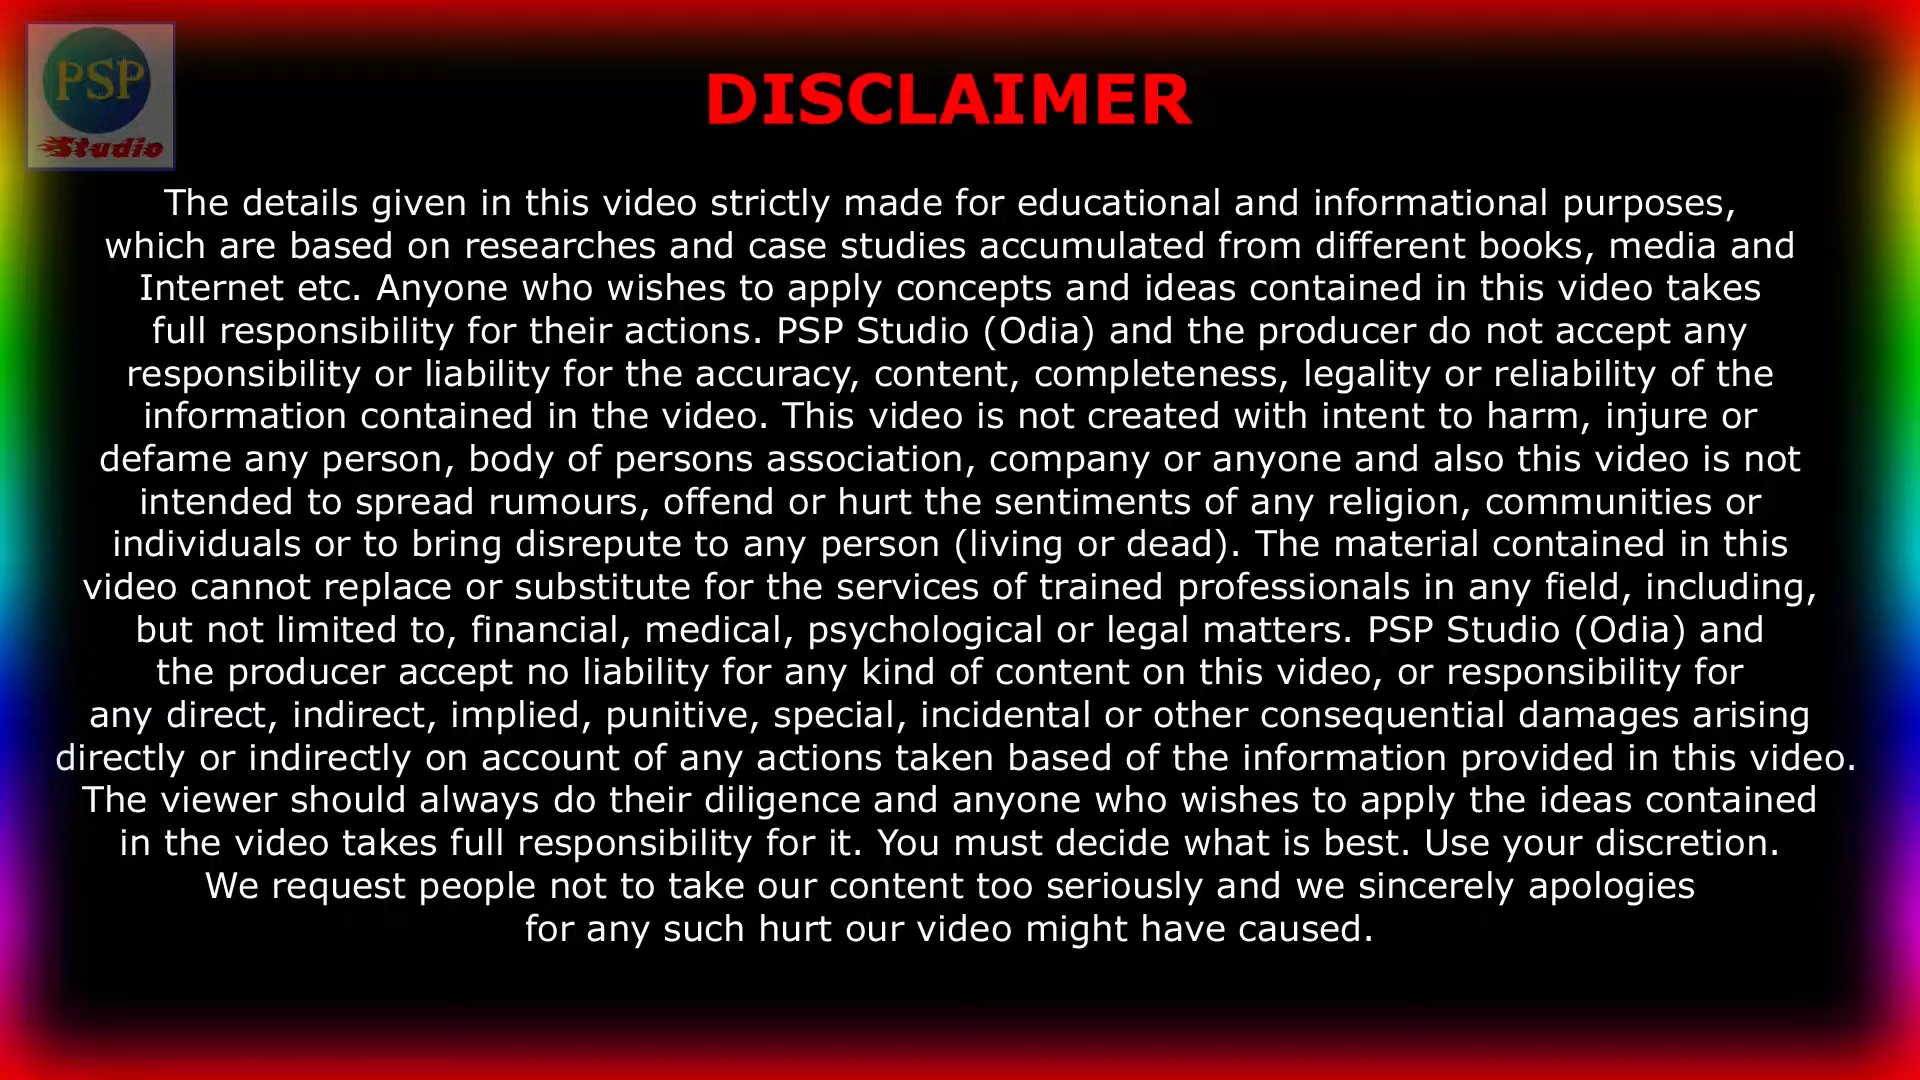 PSP
Studio
DISCLAIMER
The details given in this video strictly made for educational and informational purposes,
which are based on researches and case studies accumulated from different books, media and
Internet etc. Anyone who wishes to apply concepts and ideas contained in this video takes
full responsibility for their actions. PSP Studio (Odia) and the producer do not accept any
responsibility or liability for the accuracy, content, completeness, legality or reliability of the
information contained in the video. This video is not created with intent to harm, injure or
defame any person, body of persons association, company or anyone and also this video is not
intended to spread rumours, offend or hurt the sentiments of any religion, communities or
individuals or to bring disrepute to any person (living or dead). The material contained in this
video cannot replace or substitute for the services of trained professionals in any field, including,
but not limited to, financial, medical, psychological or legal matters. PSP Studio (Odia) and
the producer accept no liability for any kind of content on this video, or responsibility for
any direct, indirect, implied, punitive, special, incidental or other consequential damages arising
directly or indirectly on account of any actions taken based of the information provided in this video.
The viewer should always do their diligence and anyone who wishes to apply the ideas contained
in the video takes full responsibility for it. You must decide what is best. Use your discretion.
We request people not to take our content too seriously and we sincerely apologies
for any such hurt our video might have caused.